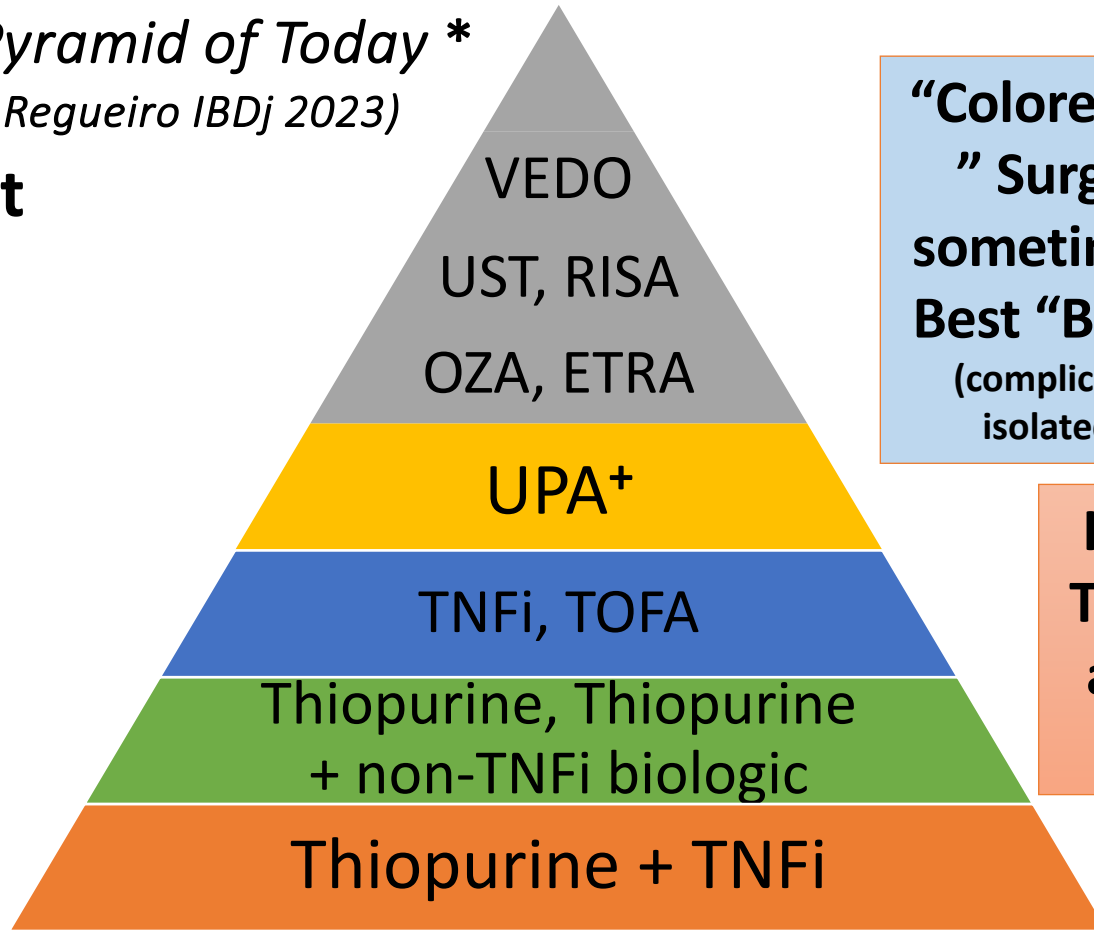 Pyramid of Today *
Regueiro IBDj 2023)
t
VEDO
UST, RISA
OZA, ETRA
UPA⁺
TNFi, TOFA
Thiopurine, Thiopurine
+ non-TNFi biologic
Thiopurine + TNFi
“Colore
” Surg
sometim
Best “B
(complic
isolate
T
a